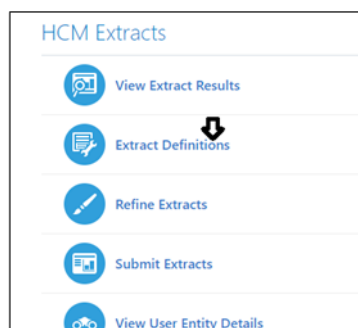 HCM Extracts
View Extract Results
Extract Definitions
Refine Extracts
Submit Extracts
View User Entity Details